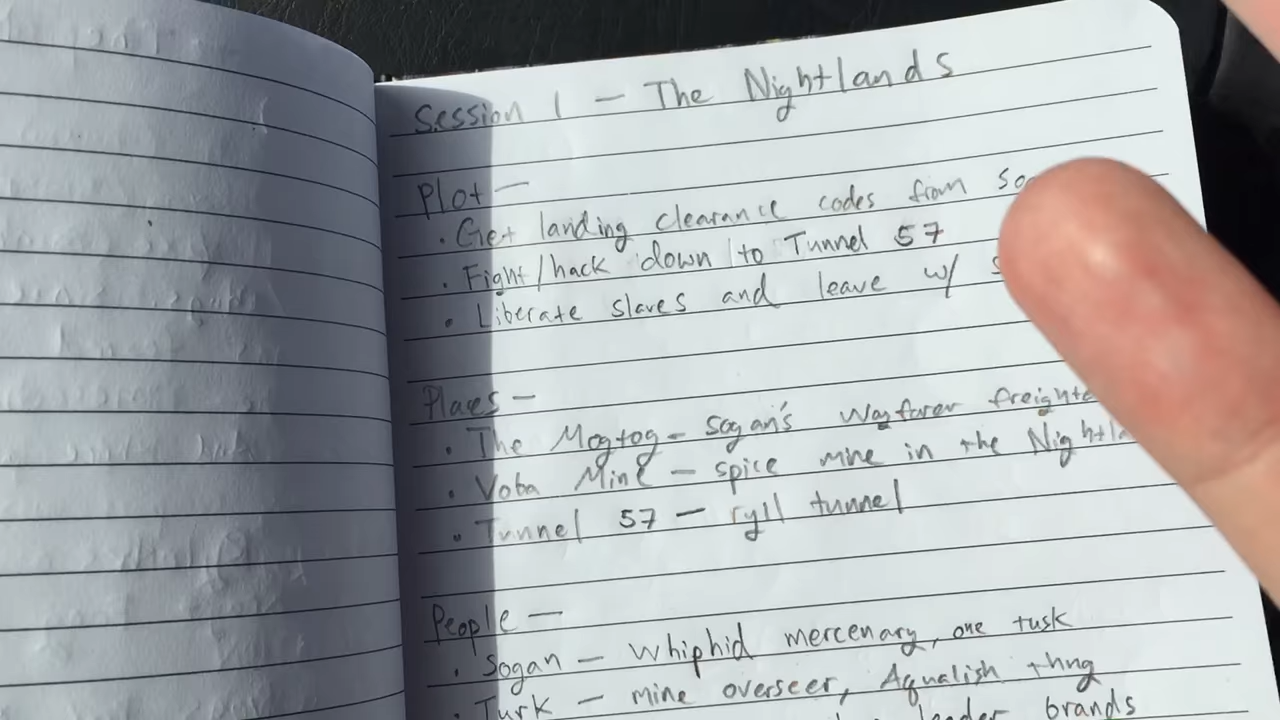 Session 1 — The Nightlands
Plot —
• Get landing clearance codes from
• Fight/hack down to Tunnel 57
• Liberate slaves and leave w/
Places —
• The Mogtog - Sogan's Wayfarer
• Voba Mine — spice mine in the
• Tunnel 57 — ryll tunnel
People —
• Sogan — Whiphid mercenary, one tusk
• Turk — mine overseer, Aqualish thug
leader brands